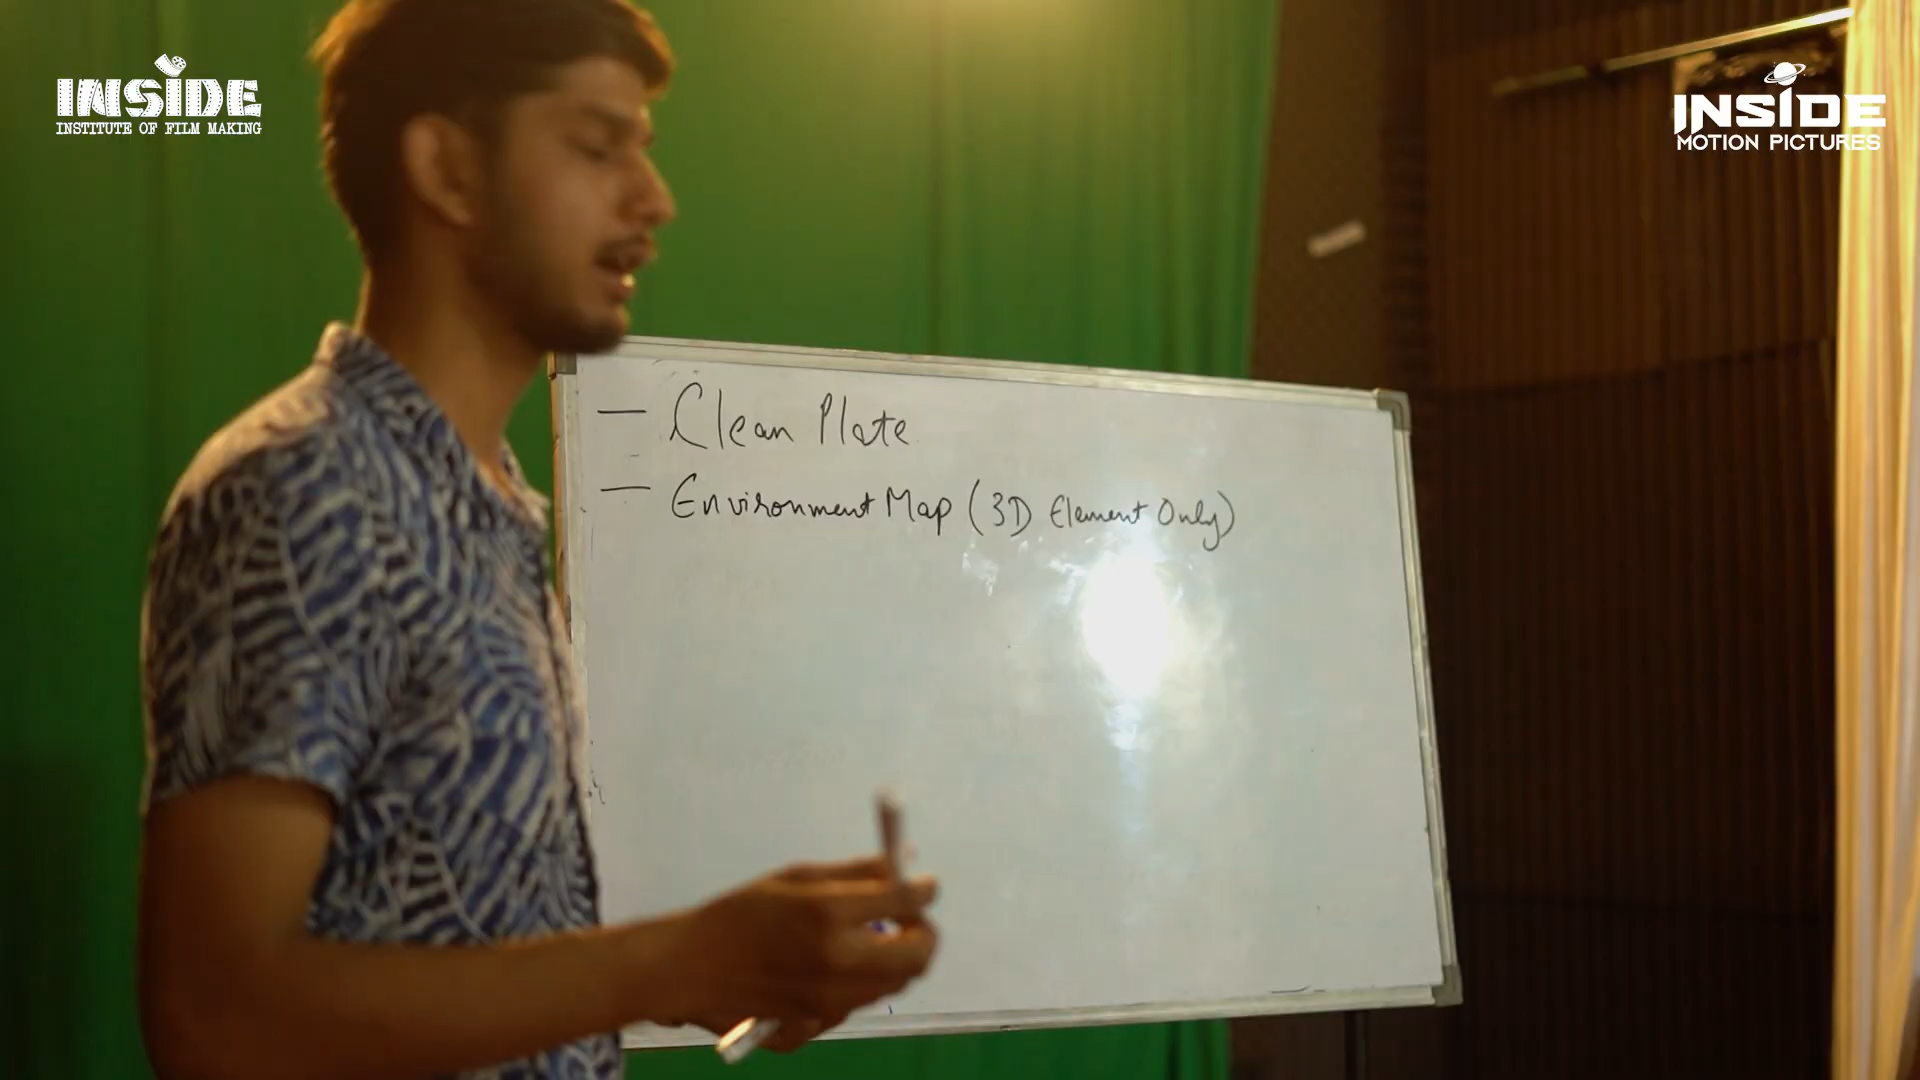 INSIDE
INSTITUTE OF FILM MAKING
INSIDE
MOTION PICTURES
— Clean Plate
— Environment Map (3D Element Only)